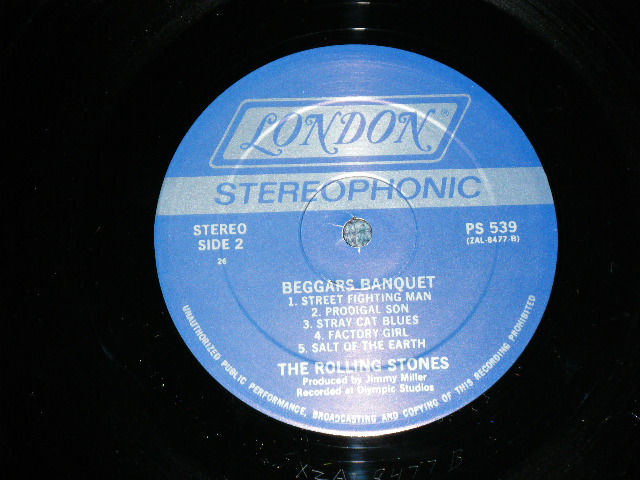 LONDON
STEREOPHONIC
STEREO
SIDE 2
26
PS 539
(ZAL-8477-B)
BEGGARS BANQUET
1. STREET FIGHTING MAN
2. PRODIGAL SON
3. STRAY CAT BLUES
4. FACTORY GIRL
5. SALT OF THE EARTH
THE ROLLING STONES
Produced by Jimmy Miller
Recorded at Olympic Studios
UNAUTHORIZED PUBLIC PERFORMANCE, BROADCASTING AND COPYING OF THIS RECORDING PROHIBITED
XZAL 8477 B